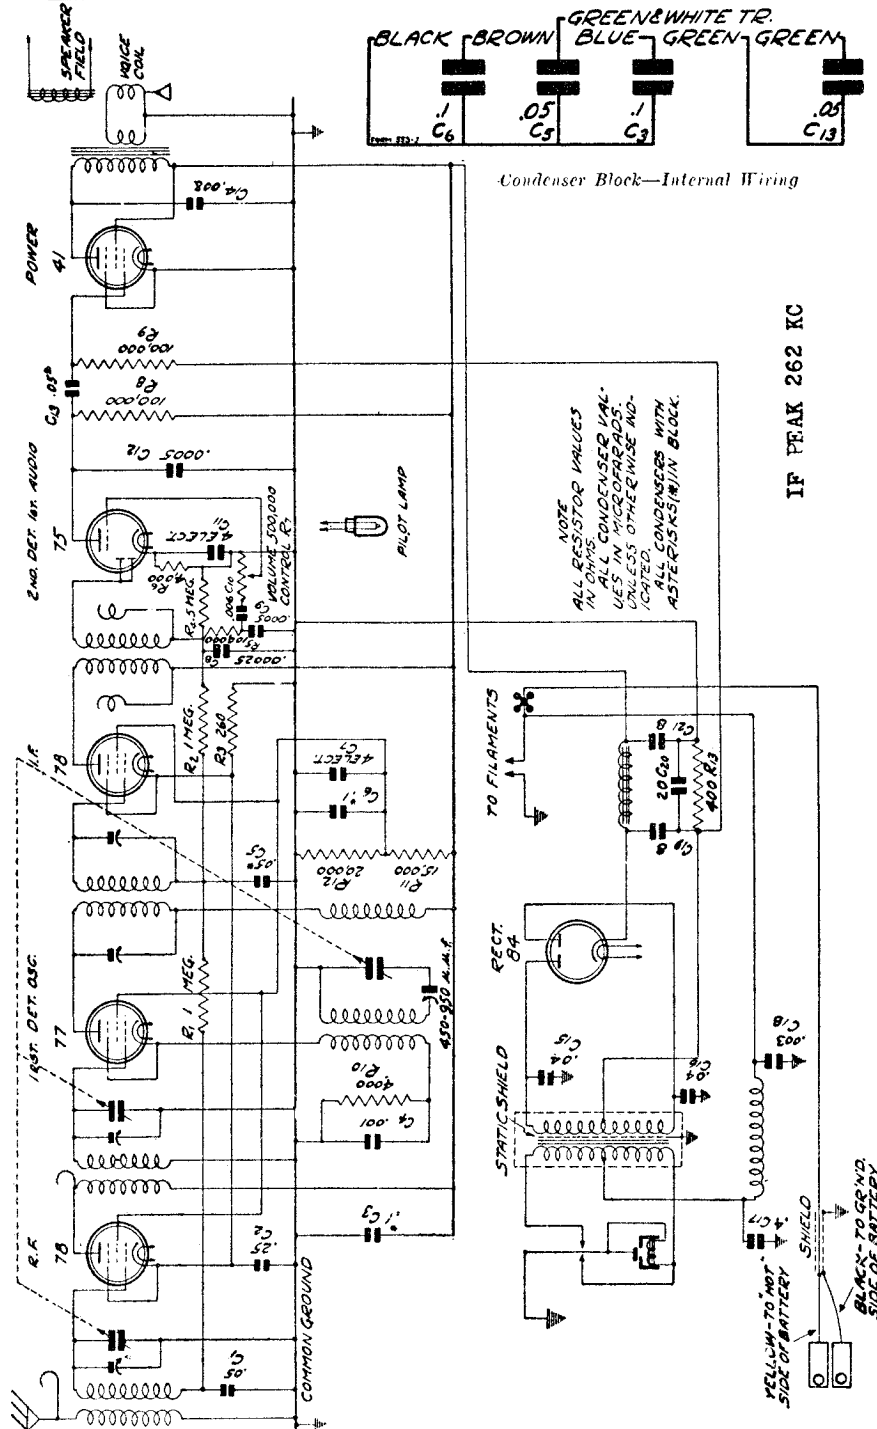 GREEN&WHITE TR.
BLACK BROWN BLUE GREEN GREEN
.1
C6
.05
C5
.1
C3
.05
C13
Condenser Block—Internal Wiring
SPEAKER
FIELD
VOICE
COIL
POWER
41
C14 .008
R9
100,000
R8
100,000
C13 .05*
C12
.0005
2ND. DET. 1ST. AUDIO
75
C11
4 ELECT.
R6
4,000
VOLUME 500,000
CONTROL R7
.006 C10
C9
.0005
R5
100,000
C8
.00025
R4 .5 MEG.
PILOT LAMP
I.F.
78
R2 1 MEG.
R3 260
C7
4 ELECT.
C6
*.1
C5
.05*
R12
20,000
R11
15,000
1RST. DET. OSC.
77
R1 1 MEG.
450-950 M.M.F.
R10
4000
C4
.001
R.F.
78
C2
.25
.1 C3
*
C1
.05
COMMON GROUND
NOTE
ALL RESISTOR VALUES
IN OHMS.
ALL CONDENSER VAL-
UES IN MICROFARADS.
UNLESS OTHERWISE IND-
ICATED.
ALL CONDENSERS WITH
ASTERISKS(*)IN BLOCK.
IF PEAK 262 KC
TO FILAMENTS
C21
8
20 C20
C19
8
400 R13
RECT.
84
C15
.04
C16
.04
STATIC SHIELD
.003
C18
.4 C17
SHIELD
YELLOW-TO "HOT"
SIDE OF BATTERY
BLACK-TO GR'ND.
SIDE OF BATTERY